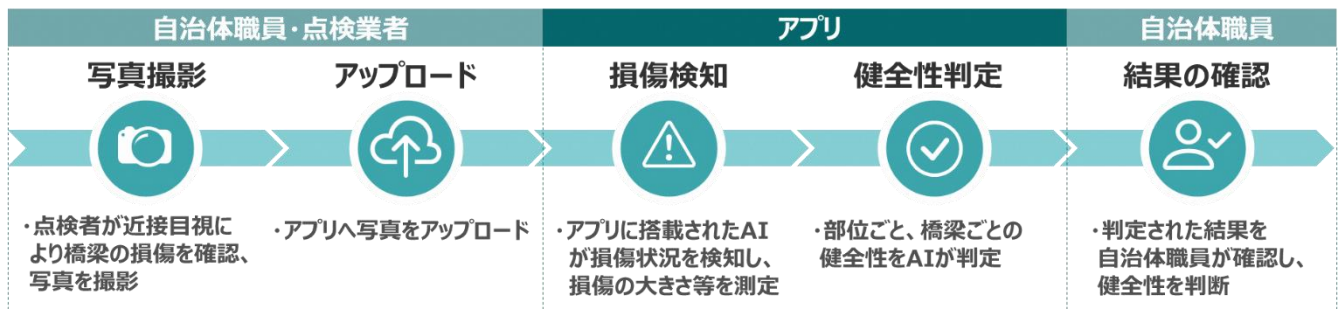 自治体職員・点検業者
アプリ
自治体職員
写真撮影
アップロード
損傷検知
健全性判定
結果の確認
・点検者が近接目視に
より橋梁の損傷を確認、
写真を撮影
・アプリへ写真をアップロード
・アプリに搭載されたAI
が損傷状況を検知し、
損傷の大きさ等を測定
・部位ごと、橋梁ごとの
健全性をAIが判定
・判定された結果を
自治体職員が確認し、
健全性を判断